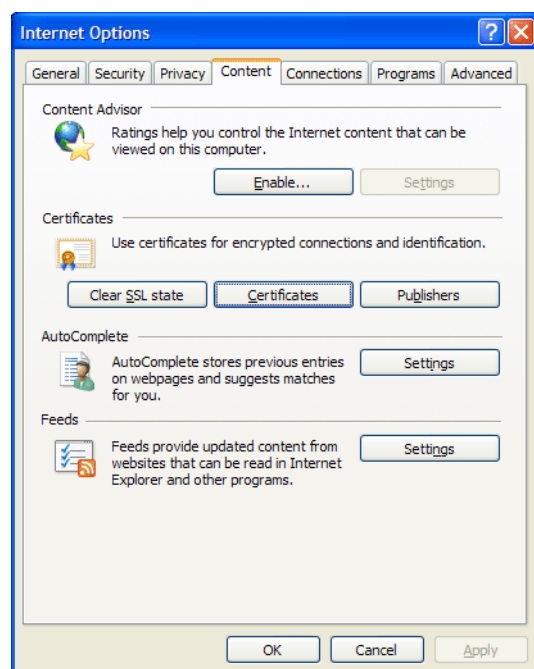 Internet Options
?
General Security Privacy Content Connections Programs Advanced
Content Advisor
Ratings help you control the Internet content that can be
viewed on this computer.
Enable... Settings
Certificates
Use certificates for encrypted connections and identification.
Clear SSL state Certificates Publishers
AutoComplete
AutoComplete stores previous entries
on webpages and suggests matches
for you.
Settings
Feeds
Feeds provide updated content from
websites that can be read in Internet
Explorer and other programs.
Settings
OK Cancel Apply